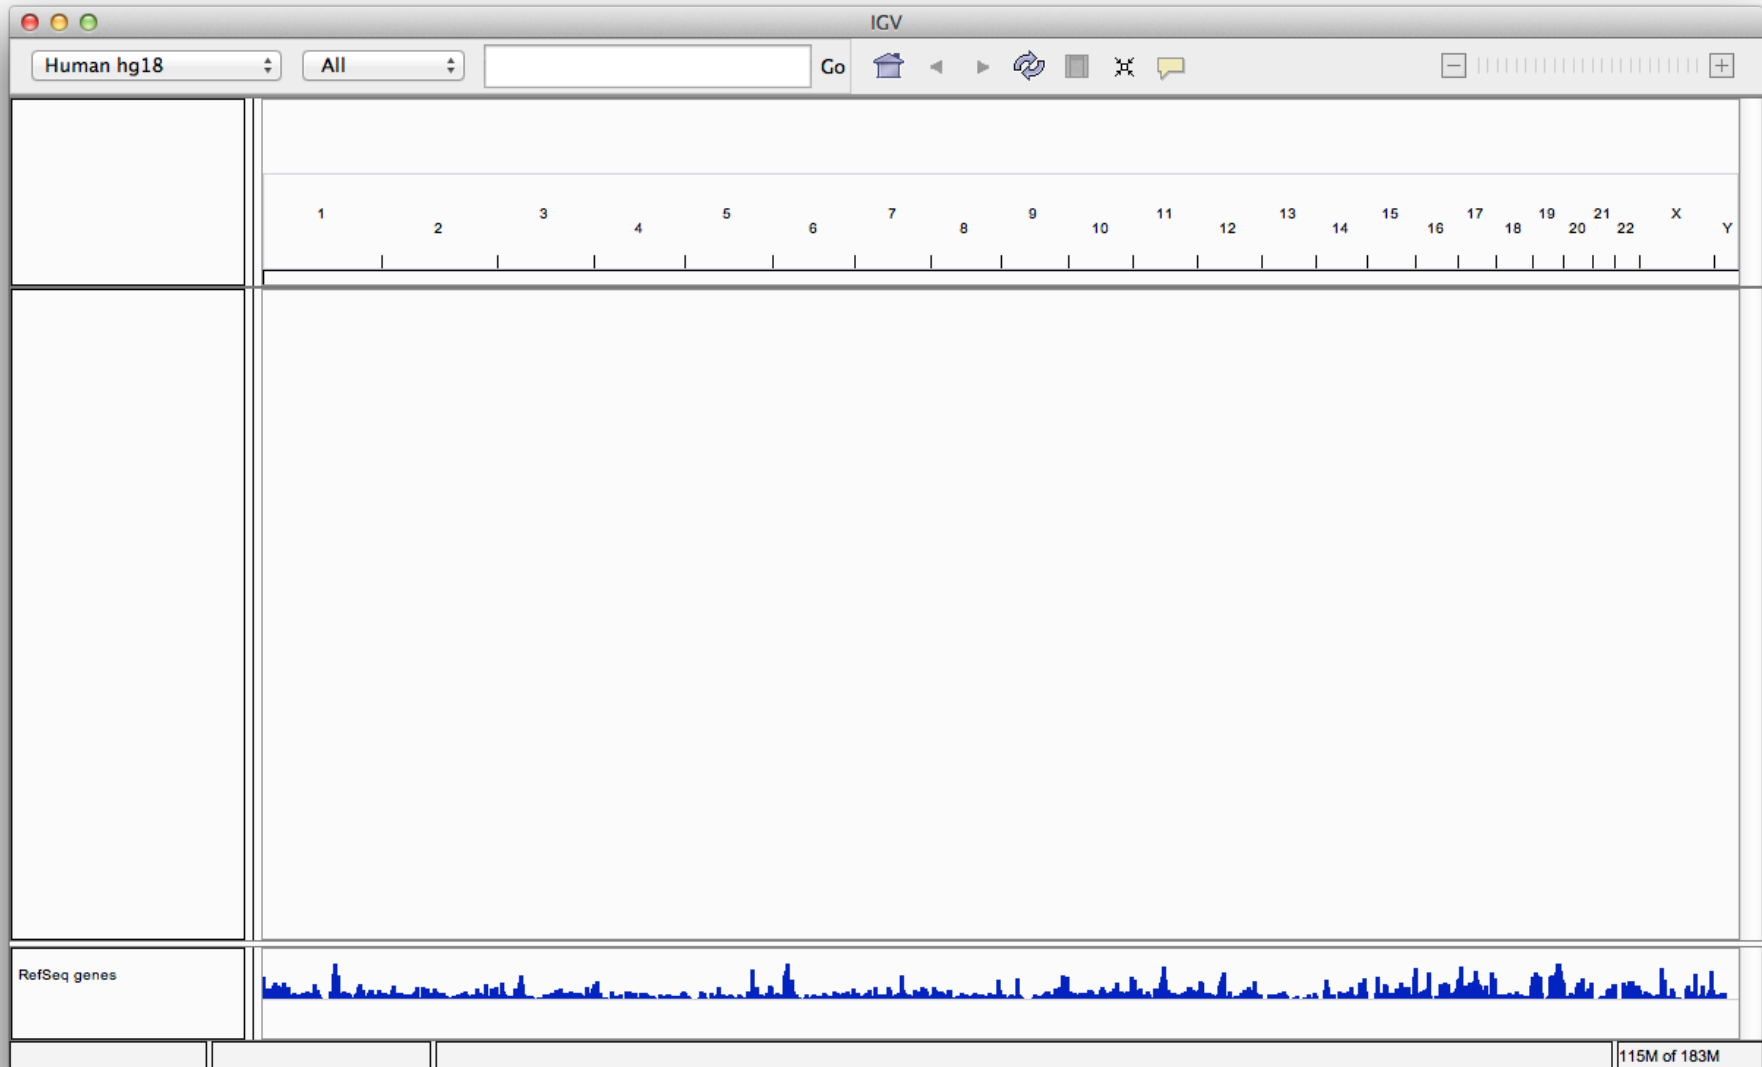 IGV
Human hg18 All Go
1 3 5 7 9 11 13 15 17 19 21 X
2 4 6 8 10 12 14 16 18 20 22 Y
RefSeq genes
115M of 183M